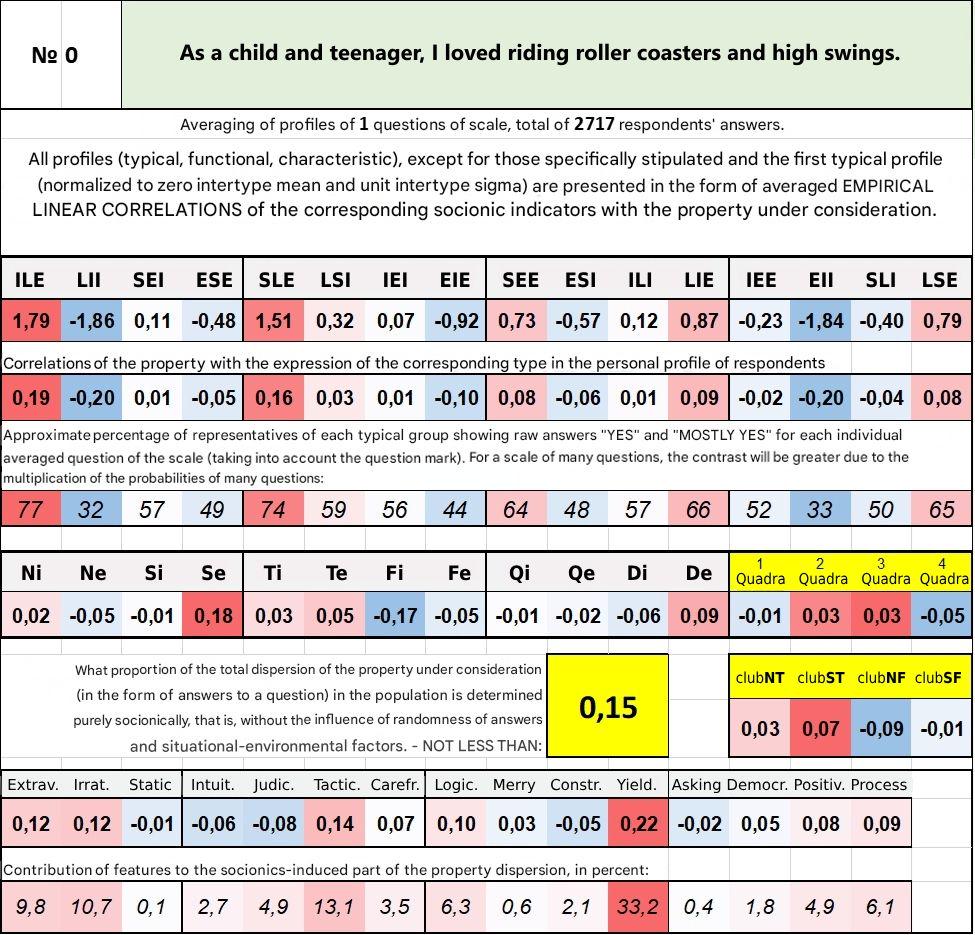 № 0
As a child and teenager, I loved riding roller coasters and high swings.
Averaging of profiles of 1 questions of scale, total of 2717 respondents' answers.
All profiles (typical, functional, characteristic), except for those specifically stipulated and the first typical profile
(normalized to zero intertype mean and unit intertype sigma) are presented in the form of averaged EMPIRICAL
LINEAR CORRELATIONS of the corresponding socionic indicators with the property under consideration.
ILE LII SEI ESE SLE LSI IEI EIE SEE ESI ILI LIE IEE EII SLI LSE
1,79 -1,86 0,11 -0,48 1,51 0,32 0,07 -0,92 0,73 -0,57 0,12 0,87 -0,23 -1,84 -0,40 0,79
Correlations of the property with the expression of the corresponding type in the personal profile of respondents
0,19 -0,20 0,01 -0,05 0,16 0,03 0,01 -0,10 0,08 -0,06 0,01 0,09 -0,02 -0,20 -0,04 0,08
Approximate percentage of representatives of each typical group showing raw answers "YES" and "MOSTLY YES" for each individual
averaged question of the scale (taking into account the question mark). For a scale of many questions, the contrast will be greater due to the
multiplication of the probabilities of many questions:
77 32 57 49 74 59 56 44 64 48 57 66 52 33 50 65
Ni Ne Si Se Ti Te Fi Fe Qi Qe Di De 1 Quadra 2 Quadra 3 Quadra 4 Quadra
0,02 -0,05 -0,01 0,18 0,03 0,05 -0,17 -0,05 -0,01 -0,02 -0,06 0,09 -0,01 0,03 0,03 -0,05
What proportion of the total dispersion of the property under consideration
(in the form of answers to a question) in the population is determined
purely socionically, that is, without the influence of randomness of answers
and situational-environmental factors. - NOT LESS THAN:
0,15
clubNT clubST clubNF clubSF
0,03 0,07 -0,09 -0,01
Extrav. Irrat. Static Intuit. Judic. Tactic. Carefr. Logic. Merry Constr. Yield. Asking Democr. Positiv. Process
0,12 0,12 -0,01 -0,06 -0,08 0,14 0,07 0,10 0,03 -0,05 0,22 -0,02 0,05 0,08 0,09
Contribution of features to the socionics-induced part of the property dispersion, in percent:
9,8 10,7 0,1 2,7 4,9 13,1 3,5 6,3 0,6 2,1 33,2 0,4 1,8 4,9 6,1